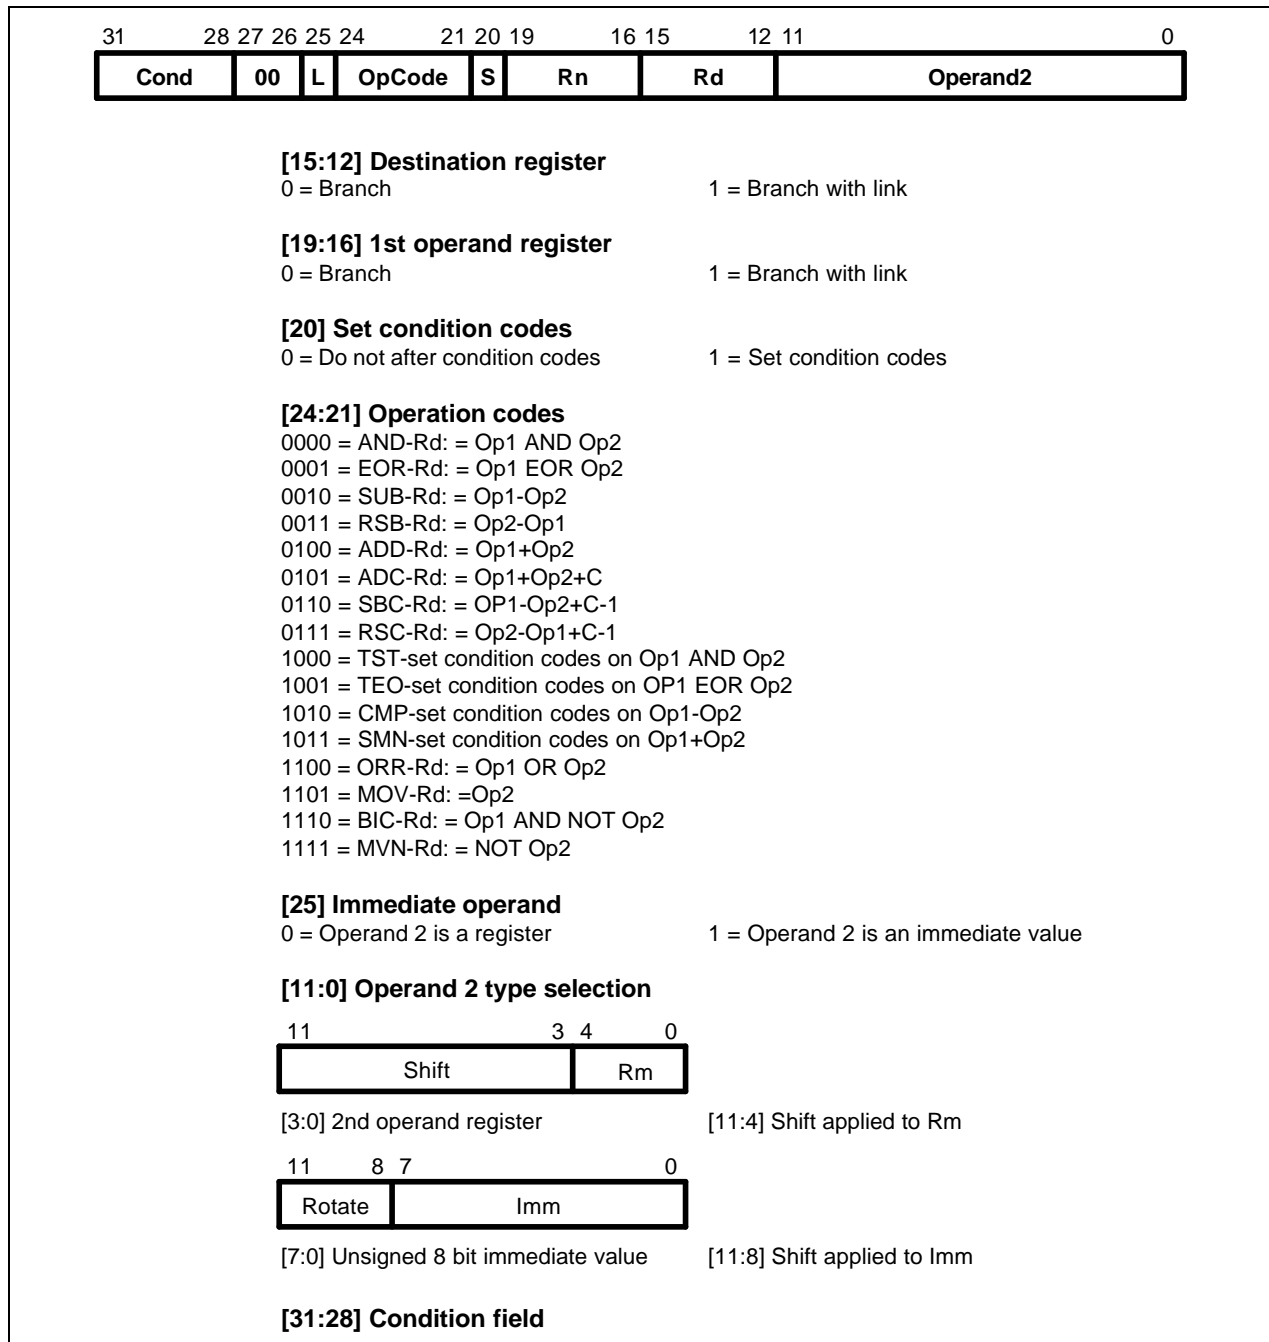 31 28 27 26 25 24 21 20 19 16 15 12 11 0
Cond 00 L OpCode S Rn Rd Operand2
[15:12] Destination register
0 = Branch 1 = Branch with link
[19:16] 1st operand register
0 = Branch 1 = Branch with link
[20] Set condition codes
0 = Do not after condition codes 1 = Set condition codes
[24:21] Operation codes
0000 = AND-Rd: = Op1 AND Op2
0001 = EOR-Rd: = Op1 EOR Op2
0010 = SUB-Rd: = Op1-Op2
0011 = RSB-Rd: = Op2-Op1
0100 = ADD-Rd: = Op1+Op2
0101 = ADC-Rd: = Op1+Op2+C
0110 = SBC-Rd: = OP1-Op2+C-1
0111 = RSC-Rd: = Op2-Op1+C-1
1000 = TST-set condition codes on Op1 AND Op2
1001 = TEO-set condition codes on OP1 EOR Op2
1010 = CMP-set condition codes on Op1-Op2
1011 = SMN-set condition codes on Op1+Op2
1100 = ORR-Rd: = Op1 OR Op2
1101 = MOV-Rd: =Op2
1110 = BIC-Rd: = Op1 AND NOT Op2
1111 = MVN-Rd: = NOT Op2
[25] Immediate operand
0 = Operand 2 is a register 1 = Operand 2 is an immediate value
[11:0] Operand 2 type selection
11 3 4 0
Shift Rm
[3:0] 2nd operand register [11:4] Shift applied to Rm
11 8 7 0
Rotate Imm
[7:0] Unsigned 8 bit immediate value [11:8] Shift applied to Imm
[31:28] Condition field